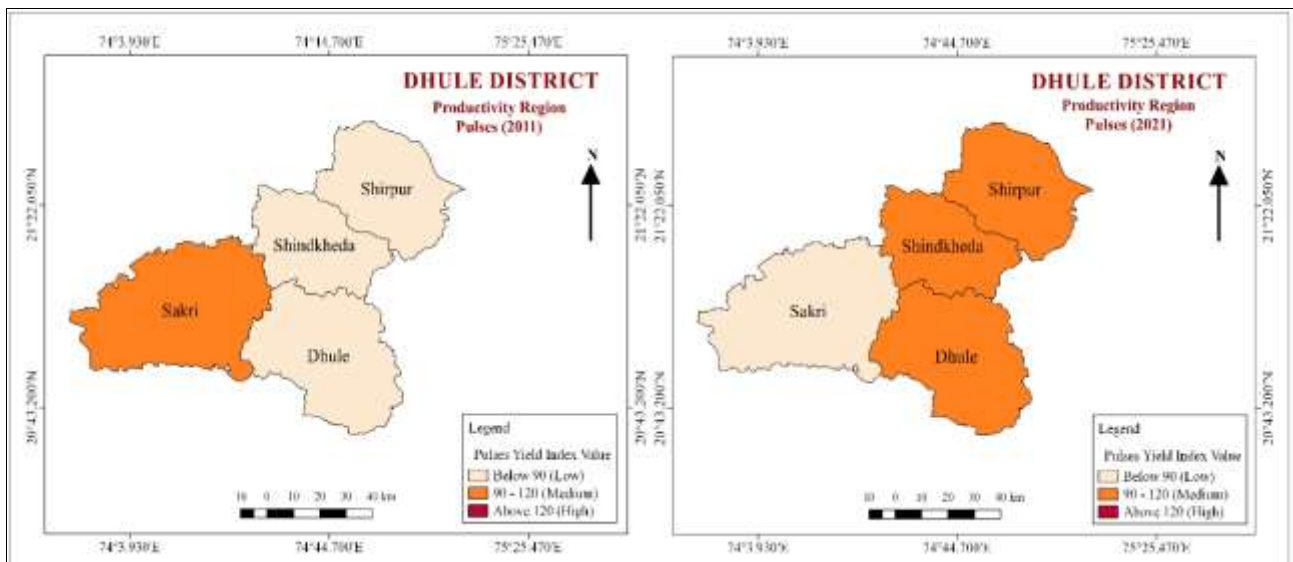 74°3.930'E 74°44.700'E 75°25.470'E
DHULE DISTRICT
Productivity Region
Pulses (2011)
N
21°22.050'N
20°43.200'N
Shirpur
Shindkheda
Sakri
Dhule
Legend
Pulses Yield Index Value
Below 90 (Low)
90 - 120 (Medium)
Above 120 (High)
10 0 10 20 30 40 km
74°3.930'E 74°44.700'E 75°25.470'E
21°22.050'N
20°43.200'N
74°3.930'E 74°44.700'E 75°25.470'E
DHULE DISTRICT
Productivity Region
Pulses (2021)
N
21°22.050'N
20°43.200'N
Shirpur
Shindkheda
Sakri
Dhule
Legend
Pulses Yield Index Value
Below 90 (Low)
90 - 120 (Medium)
Above 120 (High)
10 0 10 20 30 40 km
74°3.930'E 74°44.700'E 75°25.470'E
21°22.050'N
20°43.200'N